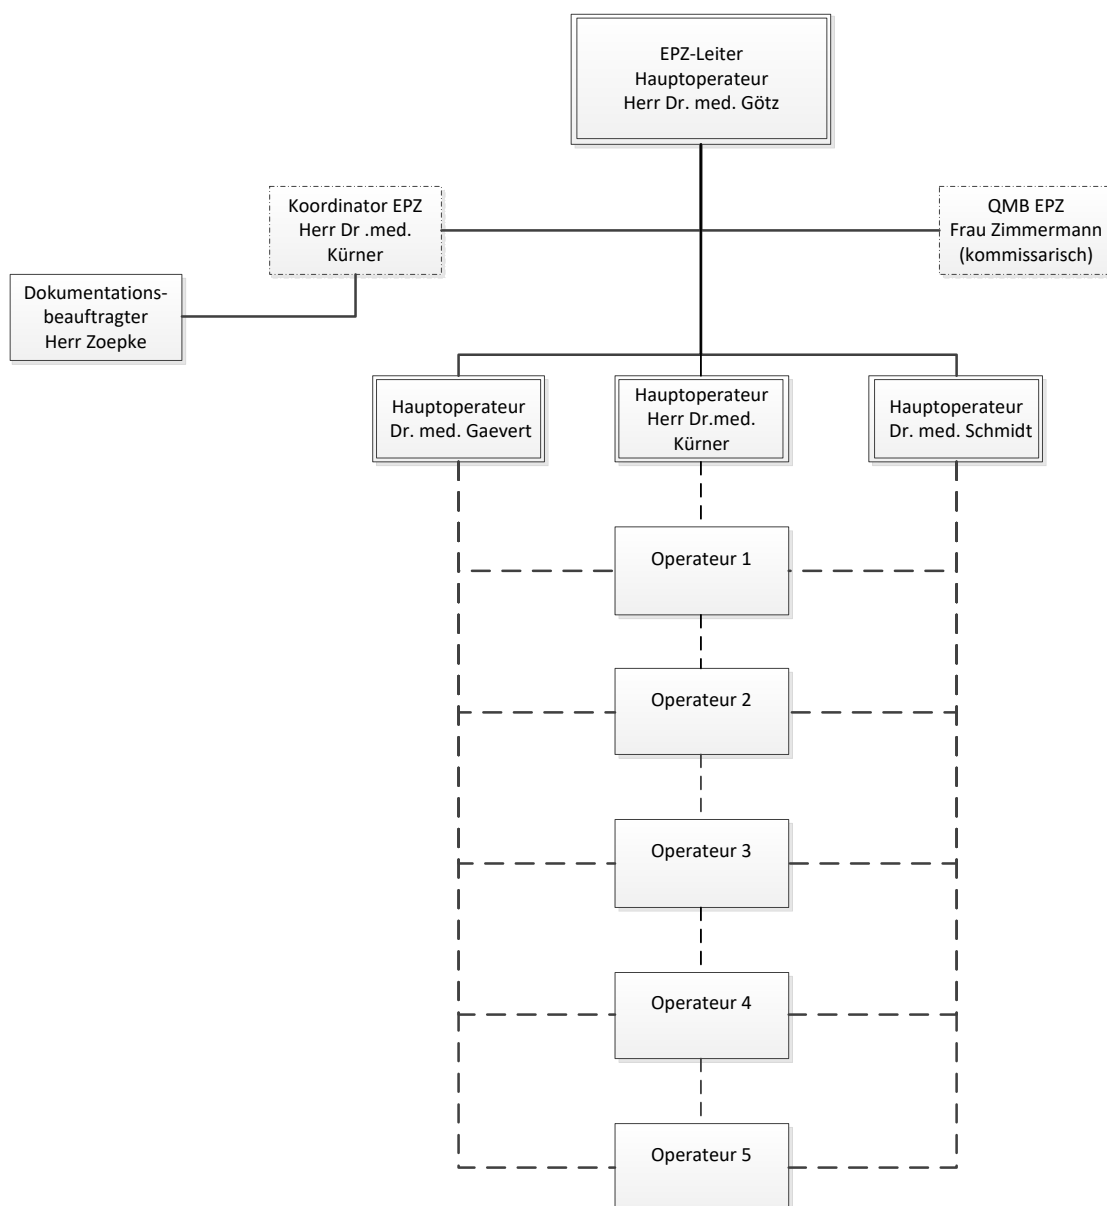 EPZ-Leiter
Hauptoperateur
Herr Dr. med. Götz
Koordinator EPZ
Herr Dr .med.
Kürner
QMB EPZ
Frau Zimmermann
(kommissarisch)
Dokumentations-
beauftragter
Herr Zoepke
Hauptoperateur
Dr. med. Gaevert
Hauptoperateur
Herr Dr.med.
Kürner
Hauptoperateur
Dr. med. Schmidt
Operateur 1
Operateur 2
Operateur 3
Operateur 4
Operateur 5